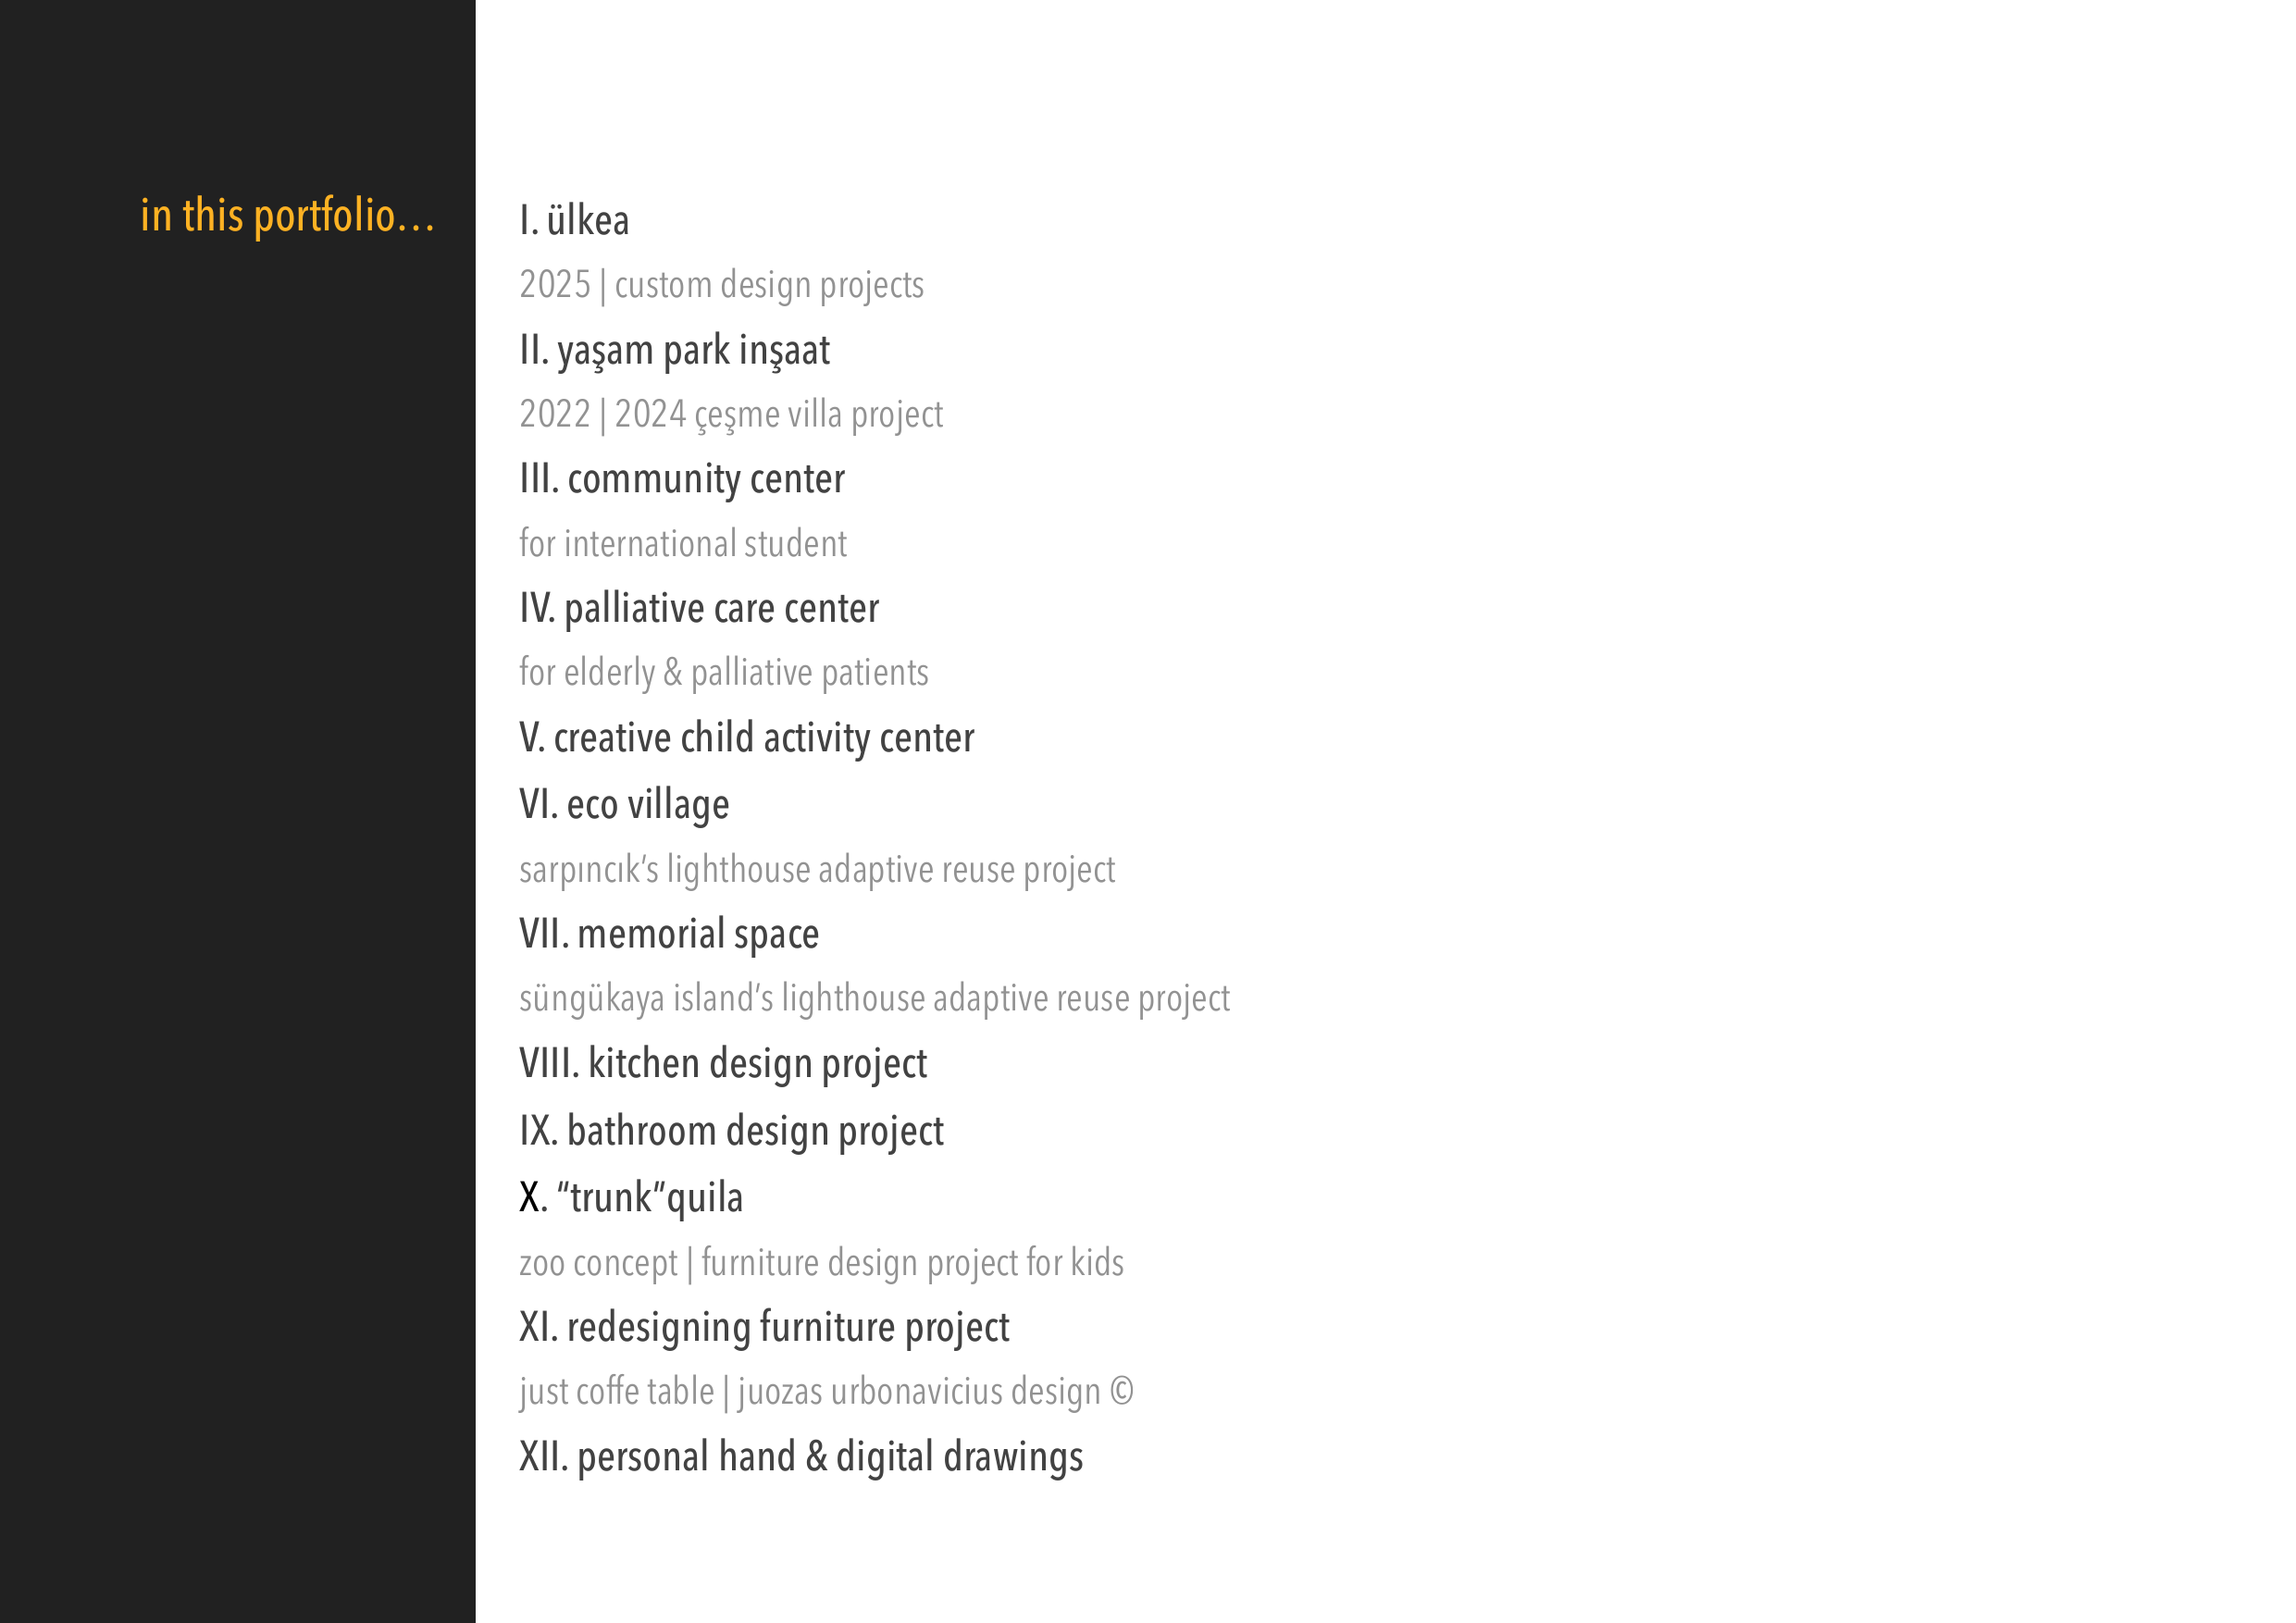 in this portfolio…
I. ülkea
2025 | custom design projects
II. yaşam park inşaat
2022 | 2024 çeşme villa project
III. community center
for international student
IV. palliative care center
for elderly & palliative patients
V. creative child activity center
VI. eco village
sarpıncık’s lighthouse adaptive reuse project
VII. memorial space
süngükaya island’s lighthouse adaptive reuse project
VIII. kitchen design project
IX. bathroom design project
X. “trunk”quila
zoo concept | furniture design project for kids
XI. redesigning furniture project
just coffe table | juozas urbonavicius design ©
XII. personal hand & digital drawings